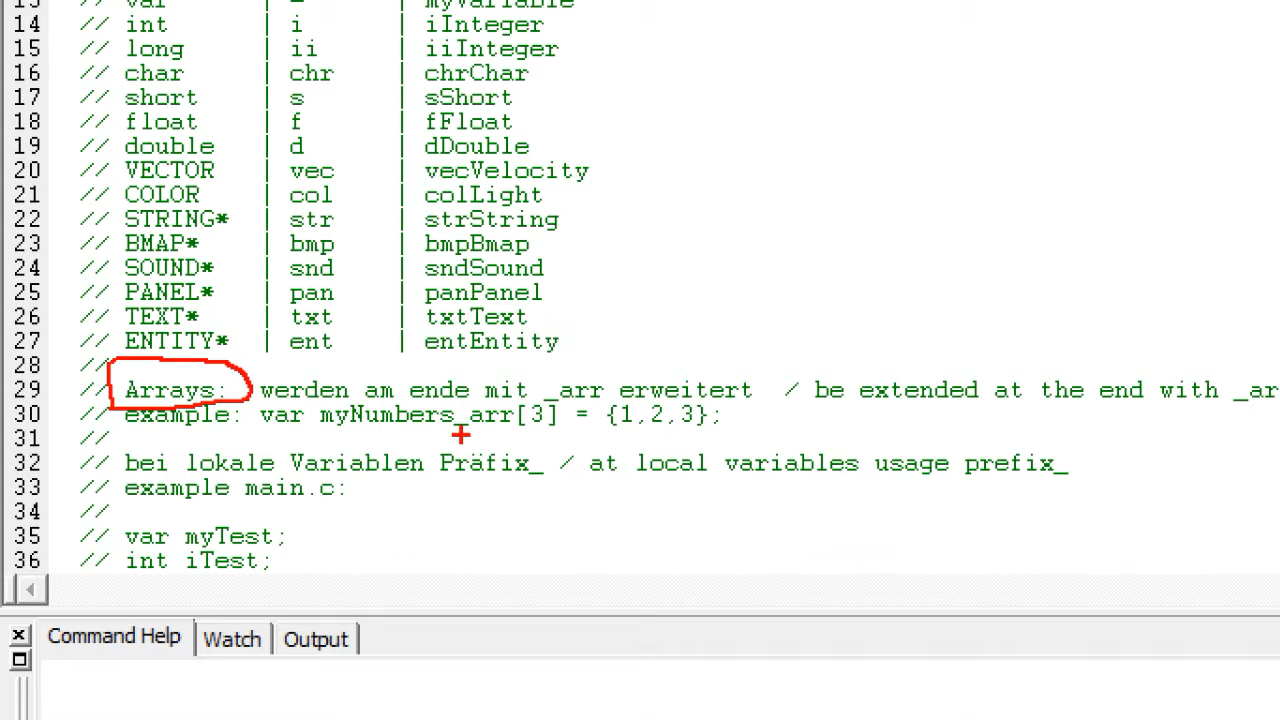 13 // var | - | myVariable
14 // int | i | iInteger
15 // long | ii | iiInteger
16 // char | chr | chrChar
17 // short | s | sShort
18 // float | f | fFloat
19 // double | d | dDouble
20 // VECTOR | vec | vecVelocity
21 // COLOR | col | colLight
22 // STRING* | str | strString
23 // BMAP* | bmp | bmpBmap
24 // SOUND* | snd | sndSound
25 // PANEL* | pan | panPanel
26 // TEXT* | txt | txtText
27 // ENTITY* | ent | entEntity
28 //
29 // Arrays: werden am ende mit _arr erweitert / be extended at the end with _ar
30 // example: var myNumbers_arr[3] = {1,2,3};
31 //
32 // bei lokale Variablen Präfix_ / at local variables usage prefix_
33 // example main.c:
34 //
35 // var myTest;
36 // int iTest;
Command Help Watch Output